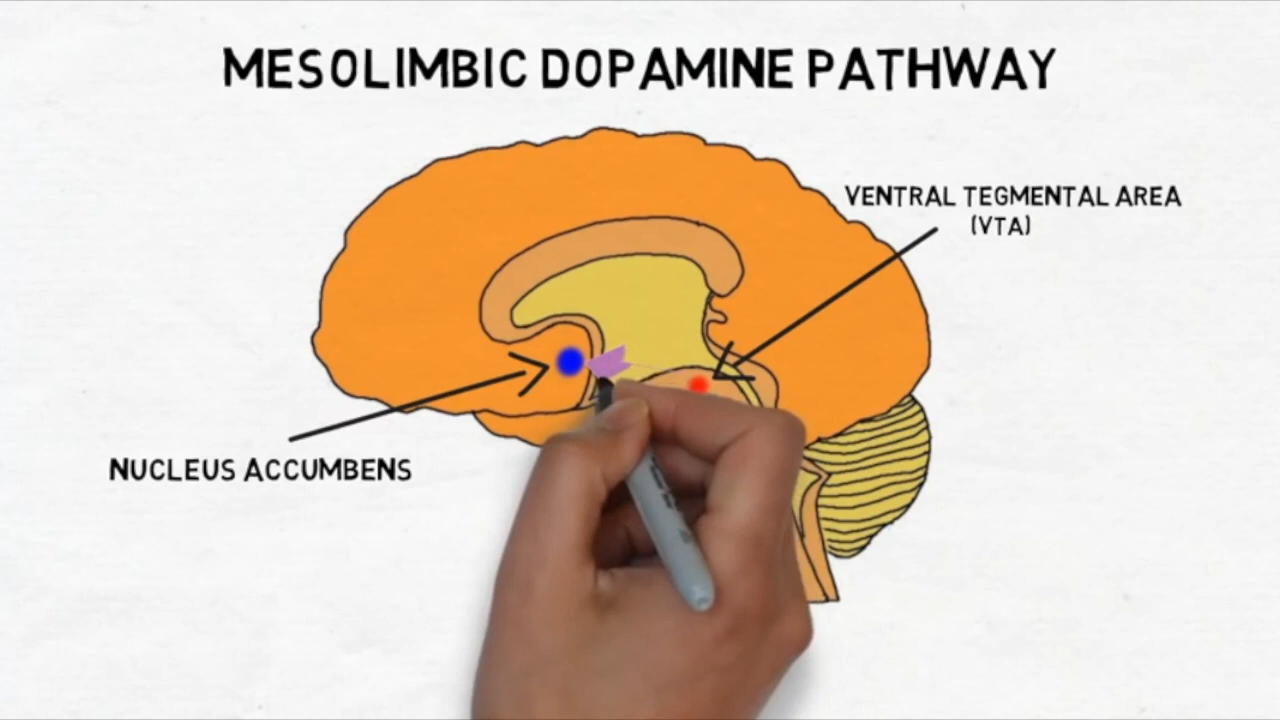 MESOLIMBIC DOPAMINE PATHWAY
VENTRAL TEGMENTAL AREA
(VTA)
NUCLEUS ACCUMBENS